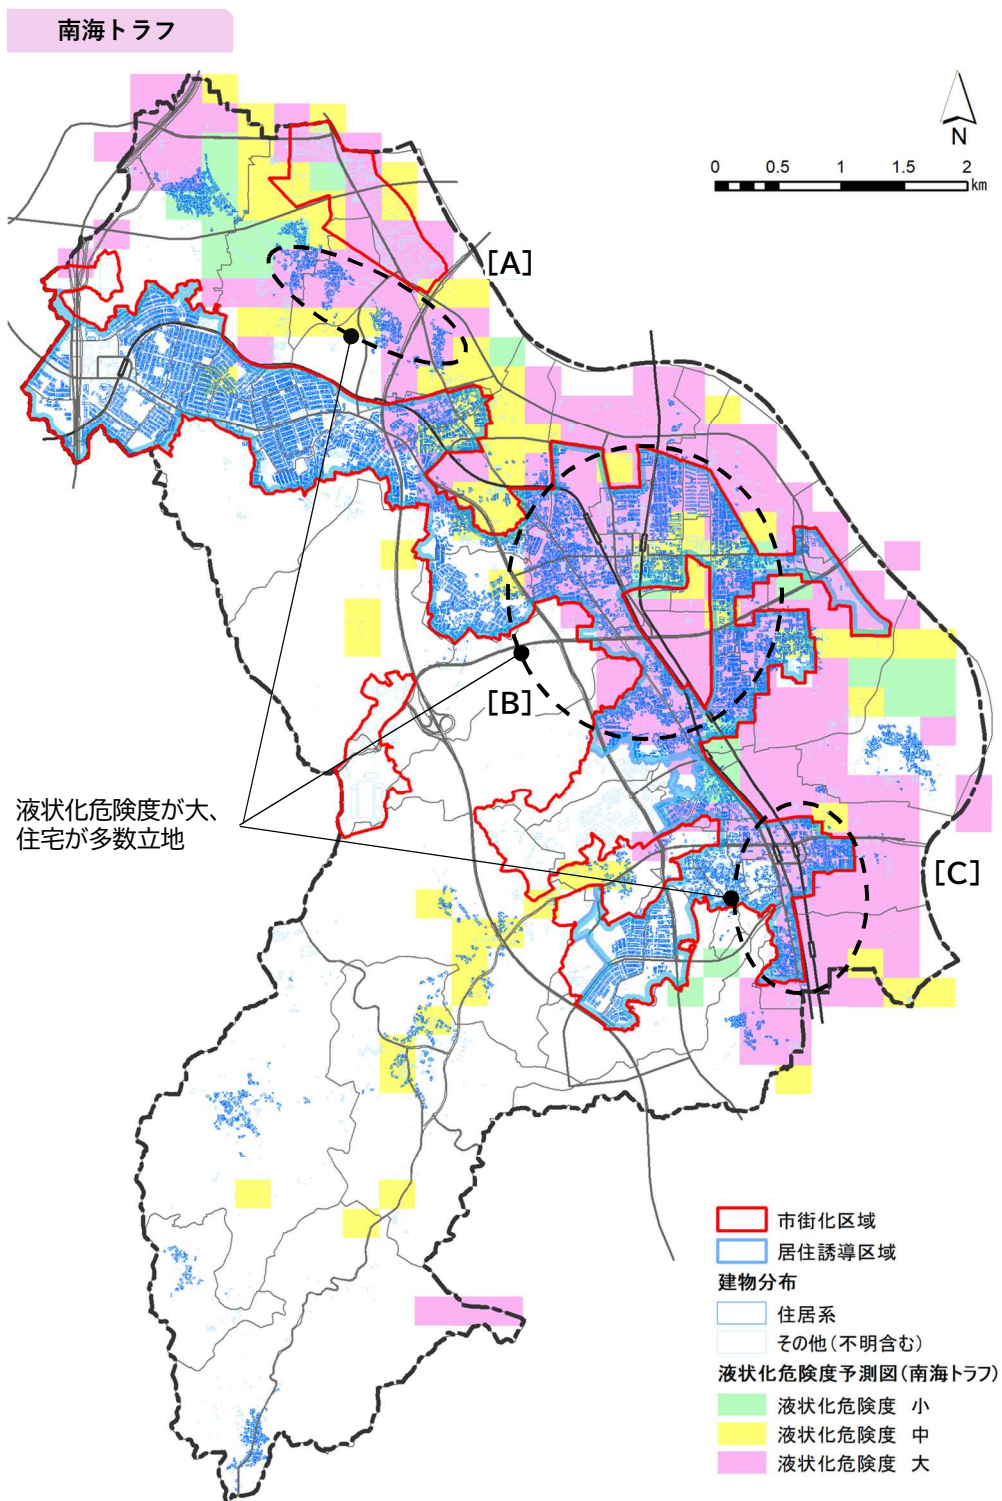 南海トラフ
N
0 0.5 1 1.5 2
km
[A]
[B]
液状化危険度が大、
住宅が多数立地
[C]
市街化区域
居住誘導区域
建物分布
住居系
その他(不明含む)
液状化危険度予測図(南海トラフ)
液状化危険度 小
液状化危険度 中
液状化危険度 大